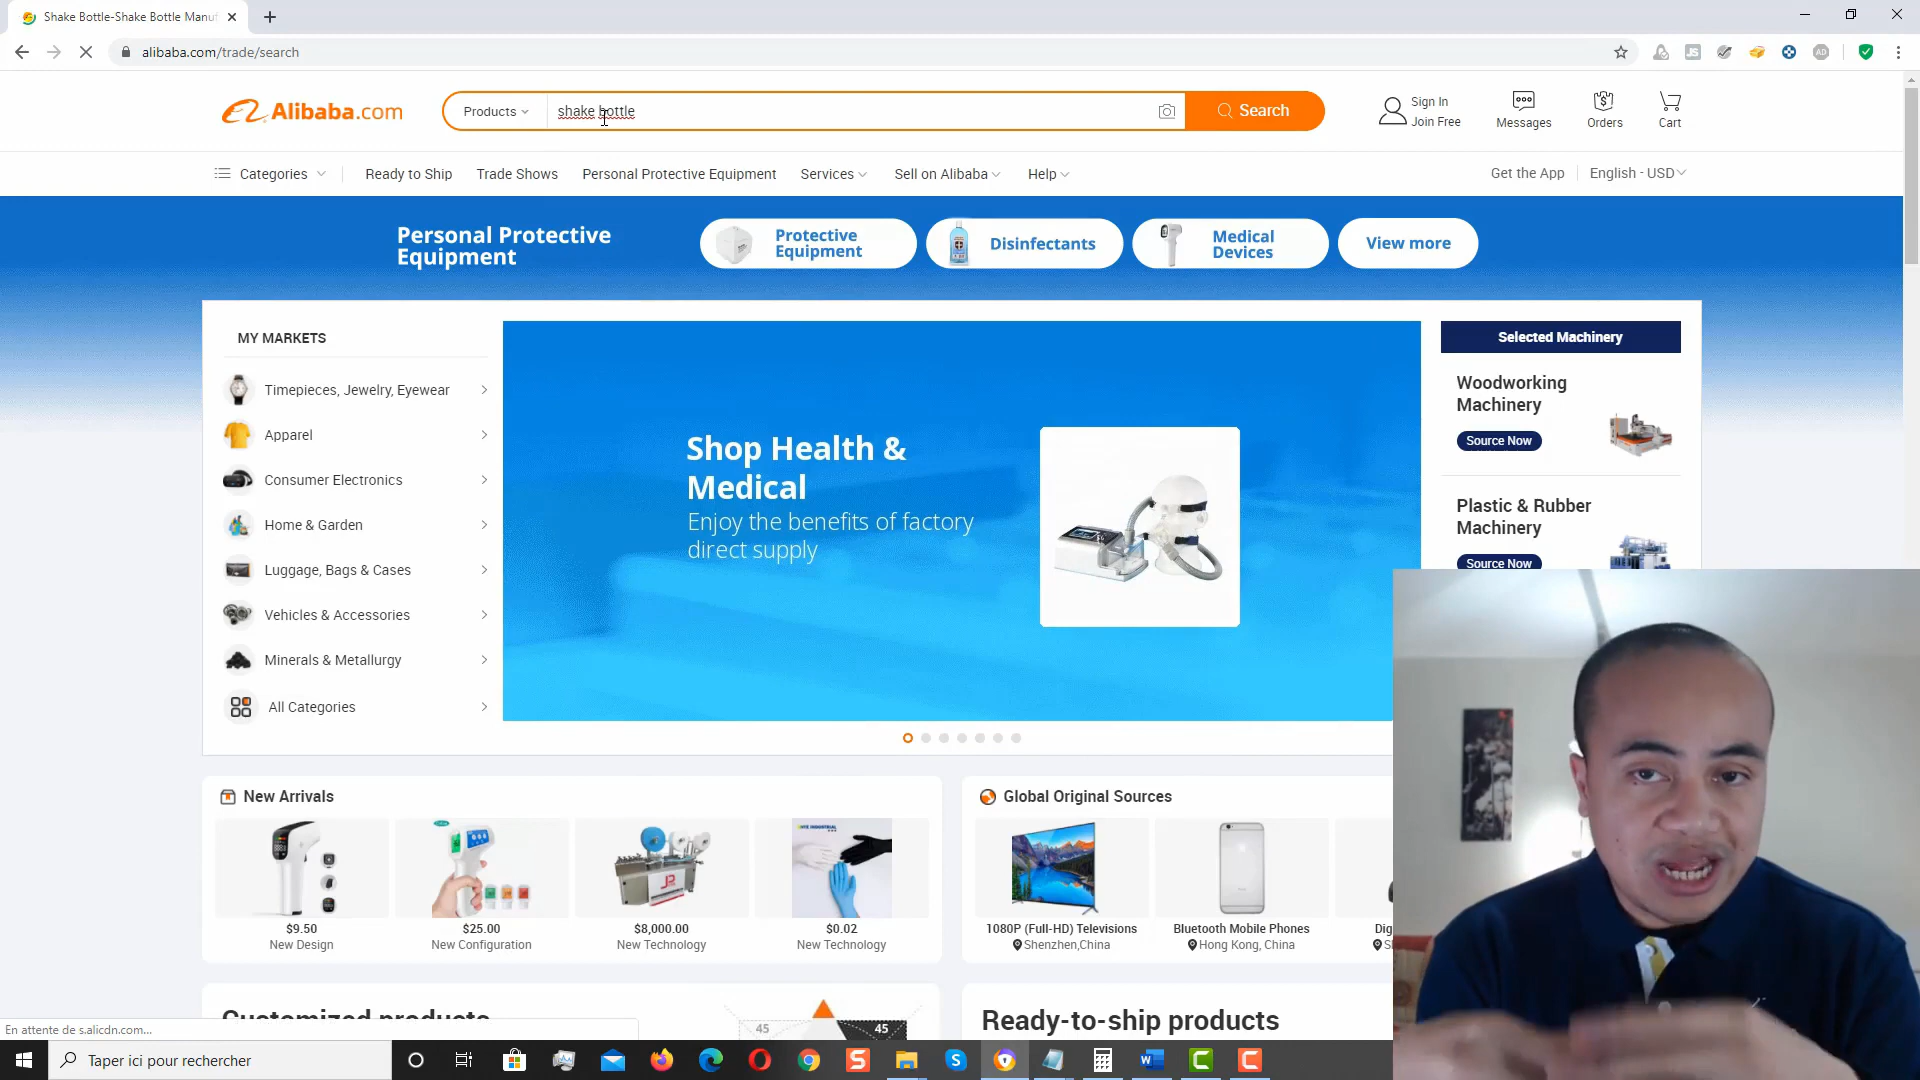 Shake Bottle-Shake Bottle Manuf
alibaba.com/trade/search
Alibaba.com
Products
shake bottle
Search
Sign In
Join Free
Messages
Orders
Cart
Categories
Ready to Ship
Trade Shows
Personal Protective Equipment
Services
Sell on Alibaba
Help
Get the App
English - USD
Personal Protective
Equipment
Protective
Equipment
Disinfectants
Medical
Devices
View more
MY MARKETS
Timepieces, Jewelry, Eyewear
Apparel
Consumer Electronics
Home & Garden
Luggage, Bags & Cases
Vehicles & Accessories
Minerals & Metallurgy
All Categories
Shop Health &
Medical
Enjoy the benefits of factory
direct supply
Selected Machinery
Woodworking
Machinery
Source Now
Plastic & Rubber
Machinery
Source Now
New Arrivals
$9.50
New Design
$25.00
New Configuration
JR
$8,000.00
New Technology
$0.02
New Technology
Global Original Sources
1080P (Full-HD) Televisions
Shenzhen,China
Bluetooth Mobile Phones
Hong Kong, China
Dig
Customized products
45
45
Ready-to-ship products
En attente de s.alicdn.com...
Taper ici pour rechercher